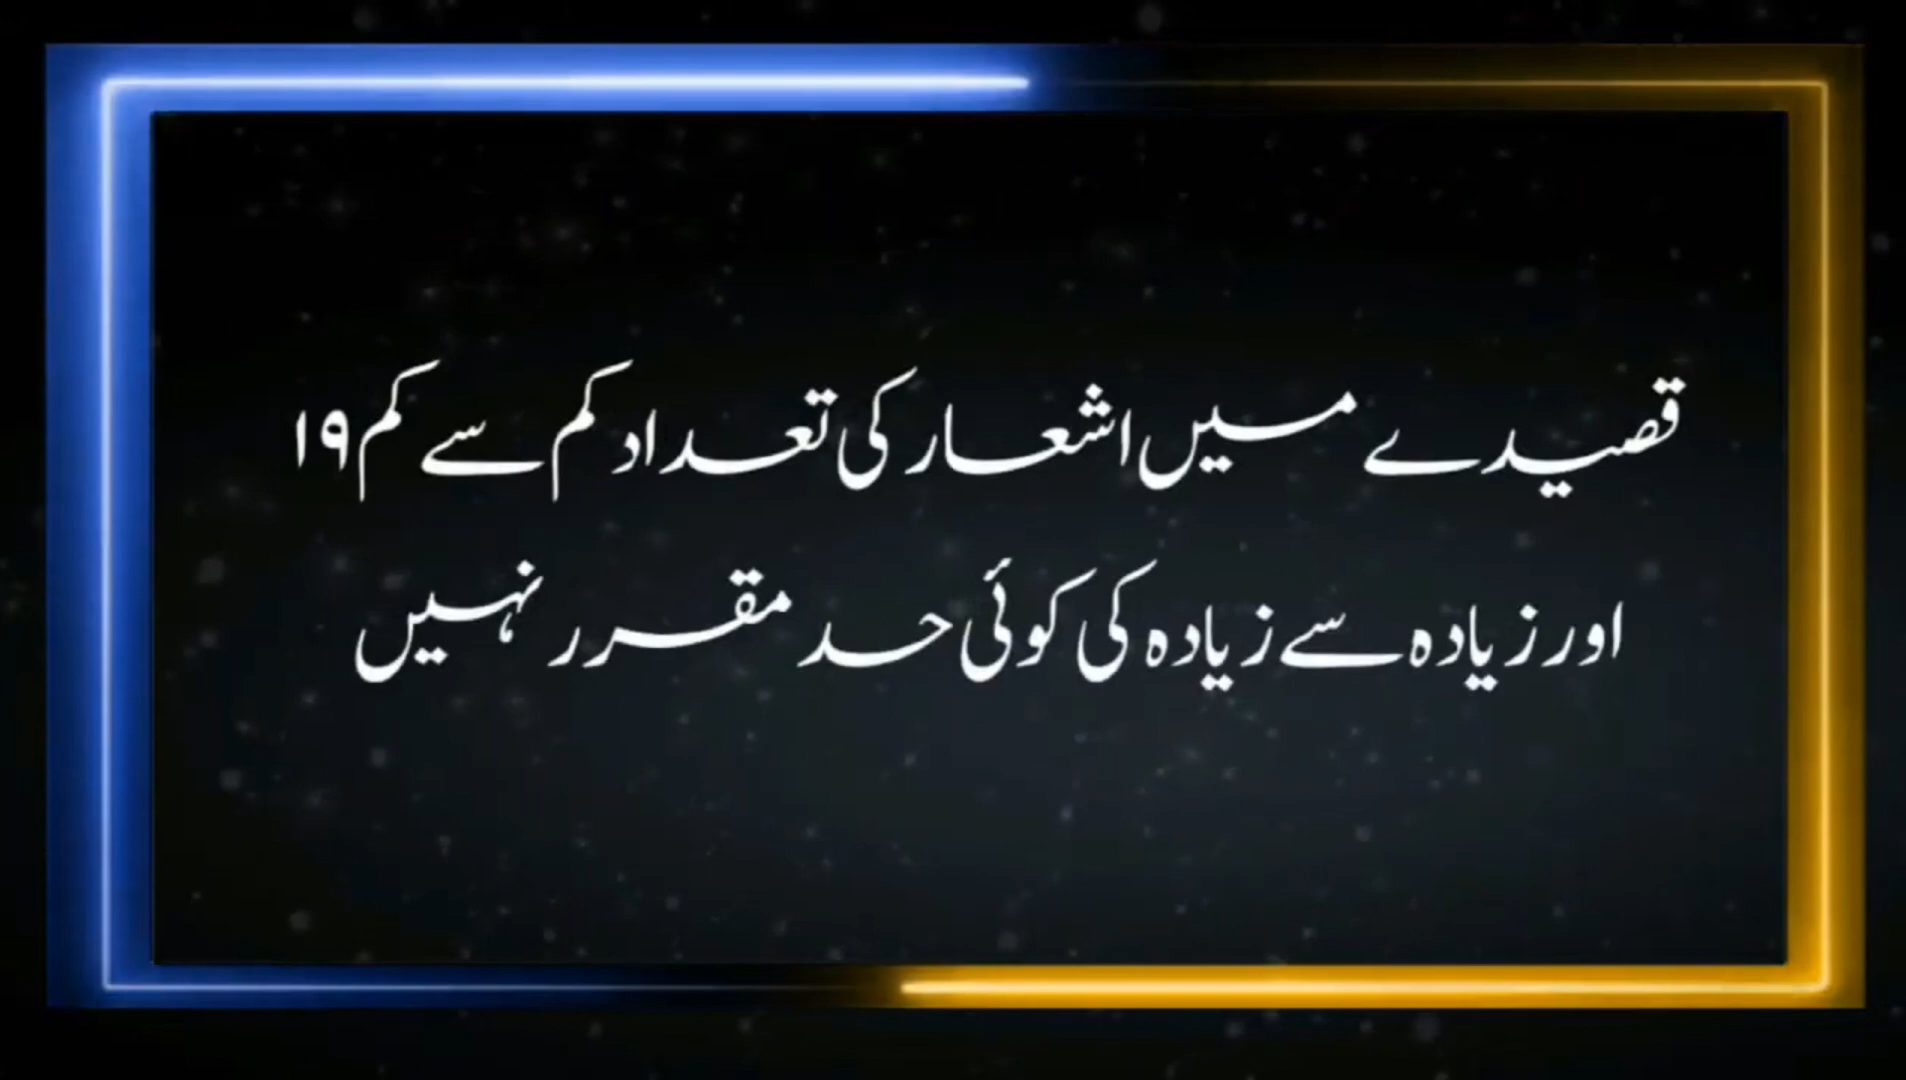 قصیدے میں اشعار کی تعداد کم سے کم ۱۹
اور زیادہ سے زیادہ کی کوئی حد مقرر نہیں